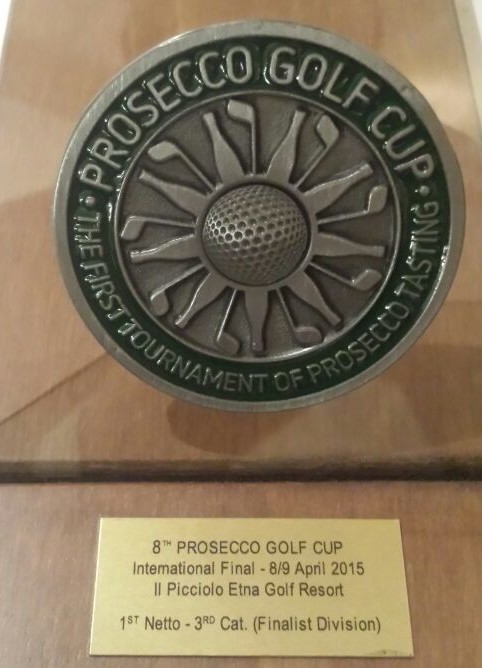 • PROSECCO GOLF CUP •
THE FIRST TOURNAMENT OF PROSECCO TASTING
8TH PROSECCO GOLF CUP
International Final - 8/9 April 2015
Il Picciolo Etna Golf Resort
1ST Netto - 3RD Cat. (Finalist Division)